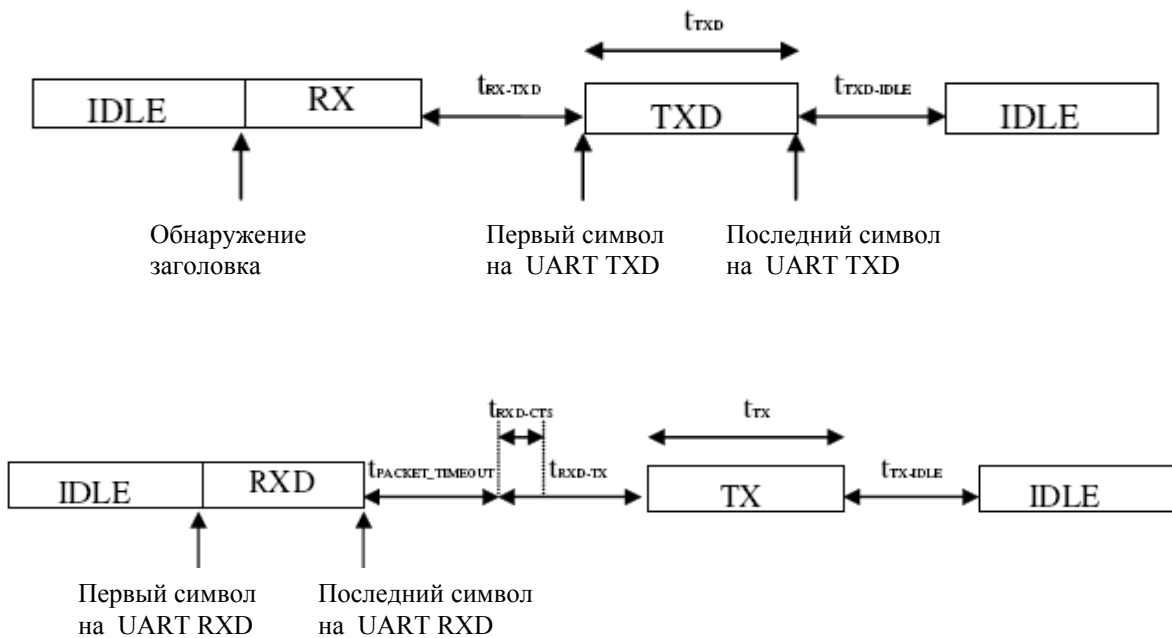 tTXD
IDLE RX tRX-TXD TXD tTXD-IDLE IDLE
Обнаружение
заголовка
Первый символ
на UART TXD
Последний символ
на UART TXD
tRXD-CTS tTX
IDLE RXD tPACKET_TIMEOUT tRXD-TX TX tTX-IDLE IDLE
Первый символ
на UART RXD
Последний символ
на UART RXD